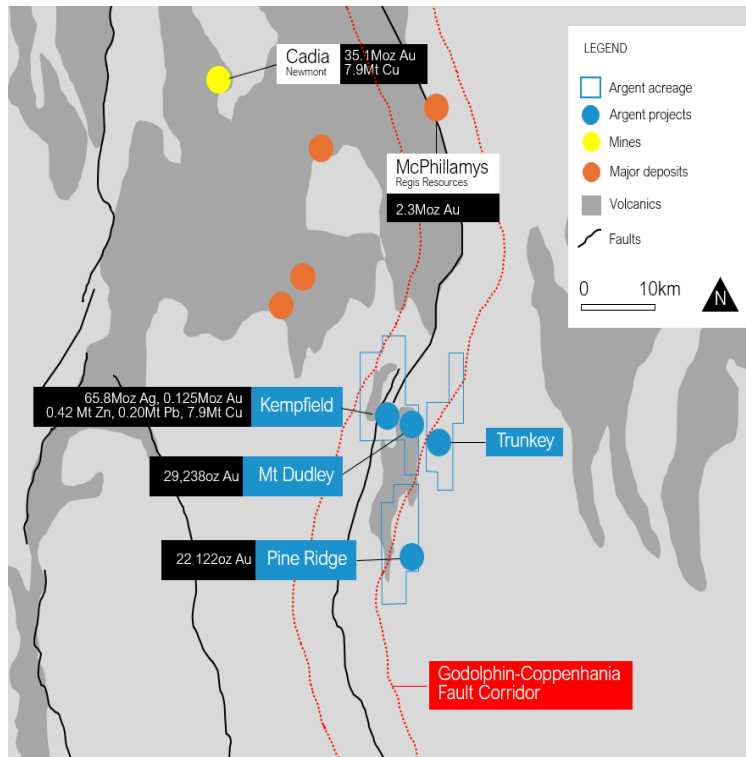 Cadia
Newmont
35.1Moz Au
7.9Mt Cu
McPhillamys
Regis Resources
2.3Moz Au
LEGEND
Argent acreage
Argent projects
Mines
Major deposits
Volcanics
Faults
0 10km
N
65.8Moz Ag, 0.125Moz Au
0.42 Mt Zn, 0.20Mt Pb, 7.9Mt Cu
Kempfield
Trunkey
29,238oz Au
Mt Dudley
22,122oz Au
Pine Ridge
Godolphin-Coppenhania
Fault Corridor